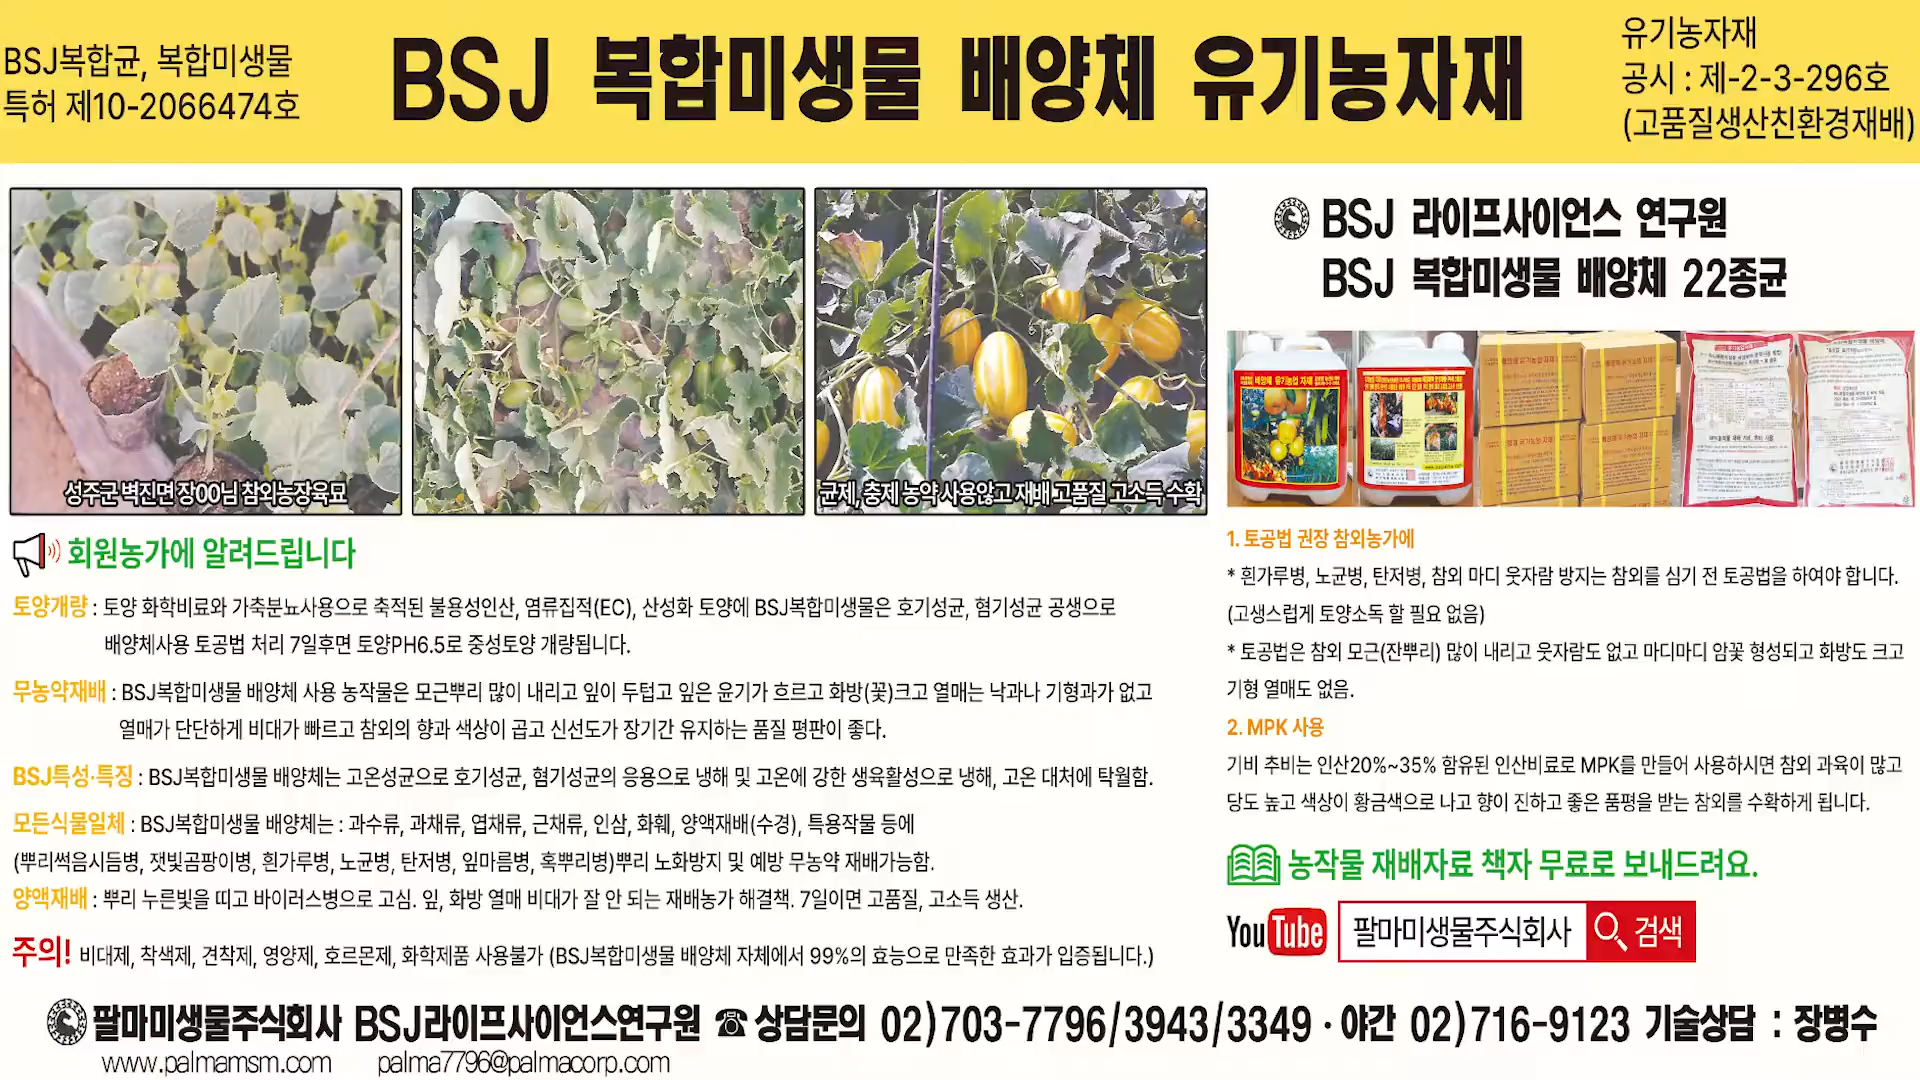 BSJ복합균, 복합미생물
특허 제10-2066474호
BSJ 복합미생물 배양체 유기농자재
유기농자재
공시 : 제-2-3-296호
(고품질생산친환경재배)
성주군 벽진면 장00님 참외농장육묘
균제, 충제 농약 사용않고 재배 고품질 고소득 수확
회원농가에 알려드립니다
토양개량 : 토양 화학비료와 가축분뇨사용으로 축적된 불용성인산, 염류집적(EC), 산성화 토양에 BSJ복합미생물은 호기성균, 혐기성균 공생으로
배양체사용 토공법 처리 7일후면 토양PH6.5로 중성토양 개량됩니다.
무농약재배 : BSJ복합미생물 배양체 사용 농작물은 모근뿌리 많이 내리고 잎이 두텁고 잎은 윤기가 흐르고 화방(꽃)크고 열매는 낙과나 기형과가 없고
열매가 단단하게 비대가 빠르고 참외의 향과 색상이 곱고 신선도가 장기간 유지하는 품질 평판이 좋다.
BSJ특성·특징 : BSJ복합미생물 배양체는 고온성균으로 호기성균, 혐기성균의 응용으로 냉해 및 고온에 강한 생육활성으로 냉해, 고온 대처에 탁월함.
모든식물일체 : BSJ복합미생물 배양체는 : 과수류, 과채류, 엽채류, 근채류, 인삼, 화훼, 양액재배(수경), 특용작물 등에
(뿌리썩음시듬병, 잿빛곰팡이병, 흰가루병, 노균병, 탄저병, 잎마름병, 혹뿌리병)뿌리 노화방지 및 예방 무농약 재배가능함.
양액재배 : 뿌리 누른빛을 띠고 바이러스병으로 고심. 잎, 화방 열매 비대가 잘 안 되는 재배농가 해결책. 7일이면 고품질, 고소득 생산.
주의! 비대제, 착색제, 견착제, 영양제, 호르몬제, 화학제품 사용불가 (BSJ복합미생물 배양체 자체에서 99%의 효능으로 만족한 효과가 입증됩니다.)
BSJ 라이프사이언스 연구원
BSJ 복합미생물 배양체 22종균
배양체 유기농업 자재
1. 토공법 권장 참외농가에
* 흰가루병, 노균병, 탄저병, 참외 마디 웃자람 방지는 참외를 심기 전 토공법을 하여야 합니다.
(고생스럽게 토양소독 할 필요 없음)
* 토공법은 참외 모근(잔뿌리) 많이 내리고 웃자람도 없고 마디마디 암꽃 형성되고 화방도 크고
기형 열매도 없음.
2. MPK 사용
기비 추비는 인산20%~35% 함유된 인산비료로 MPK를 만들어 사용하시면 참외 과육이 많고
당도 높고 색상이 황금색으로 나고 향이 진하고 좋은 품평을 받는 참외를 수확하게 됩니다.
농작물 재배자료 책자 무료로 보내드려요.
YouTube 팔마미생물주식회사 검색
팔마미생물주식회사 BSJ라이프사이언스연구원 ☎ 상담문의 02)703-7796/3943/3349 · 야간 02)716-9123 기술상담 : 장병수
www.palmamsm.com palma7796@palmacorp.com